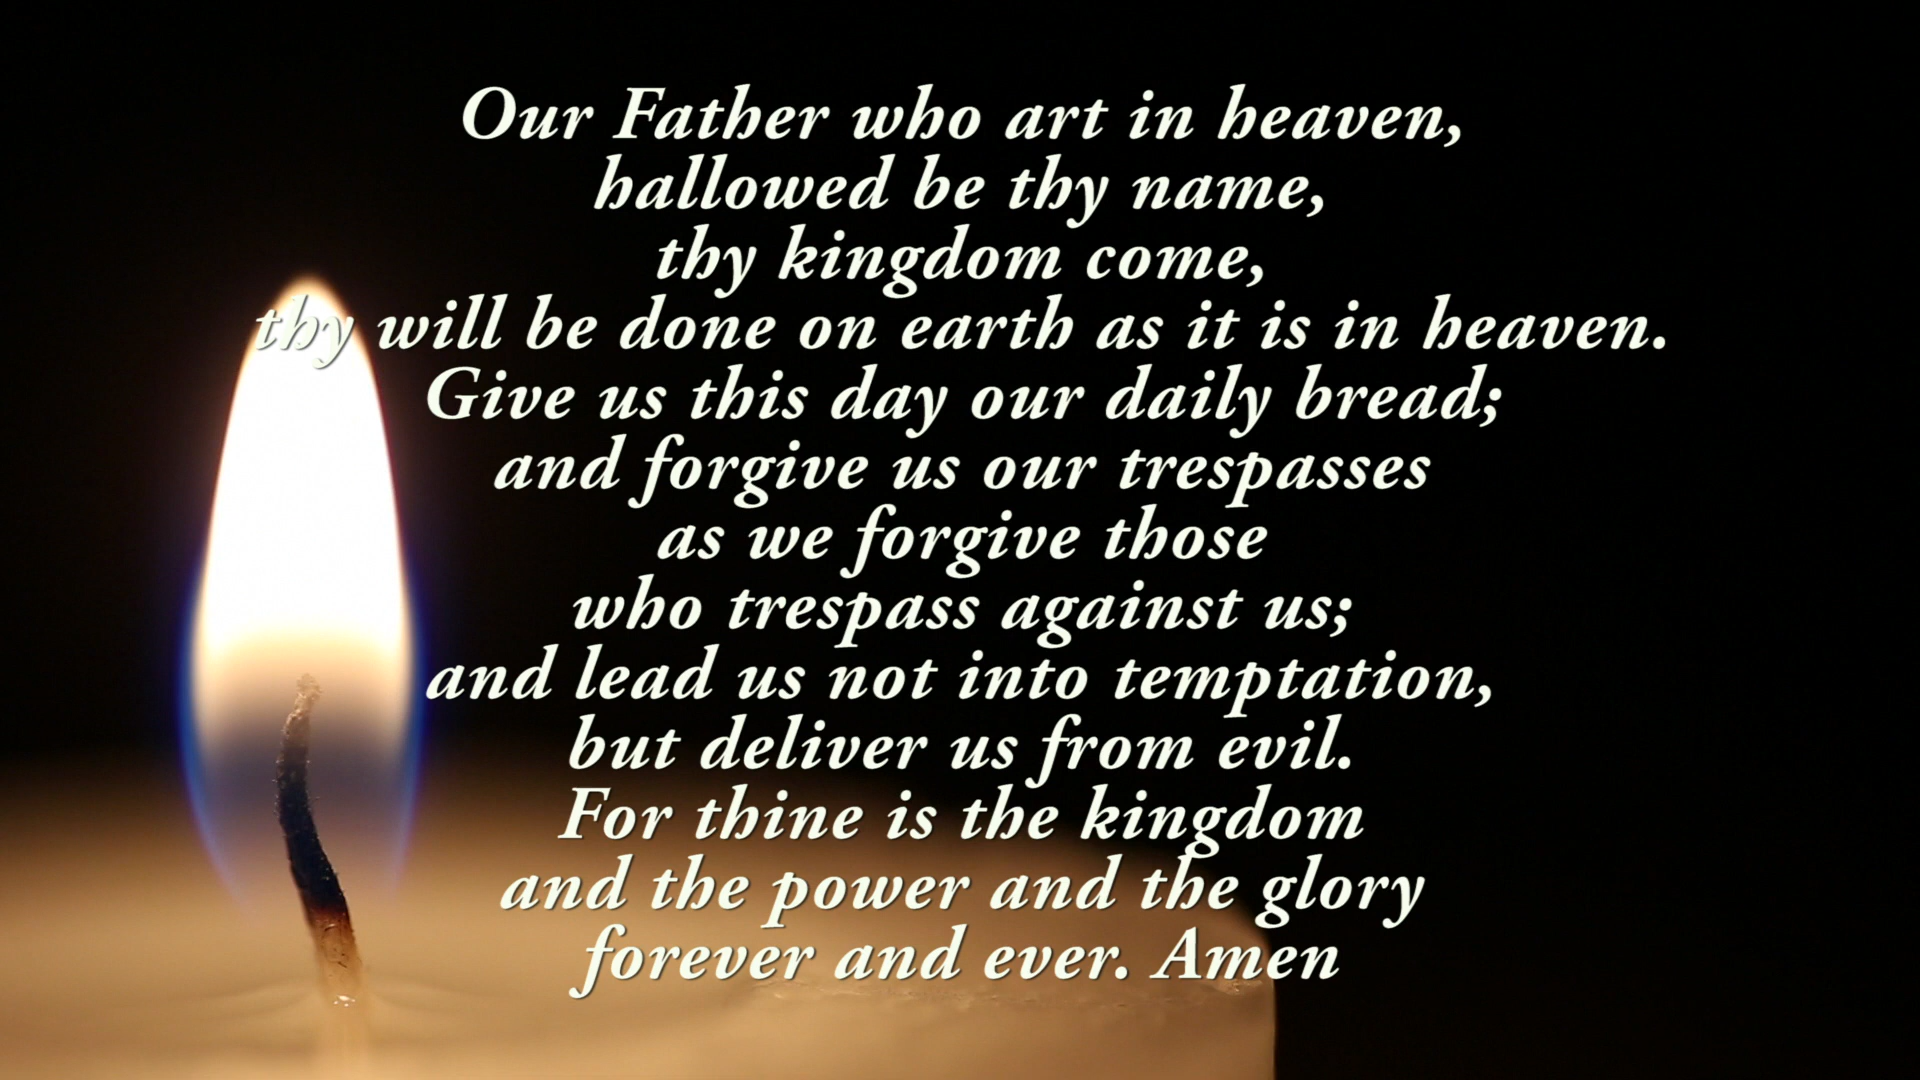 Our Father who art in heaven,
hallowed be thy name,
thy kingdom come,
thy will be done on earth as it is in heaven.
Give us this day our daily bread;
and forgive us our trespasses
as we forgive those
who trespass against us;
and lead us not into temptation,
but deliver us from evil.
For thine is the kingdom
and the power and the glory
forever and ever. Amen